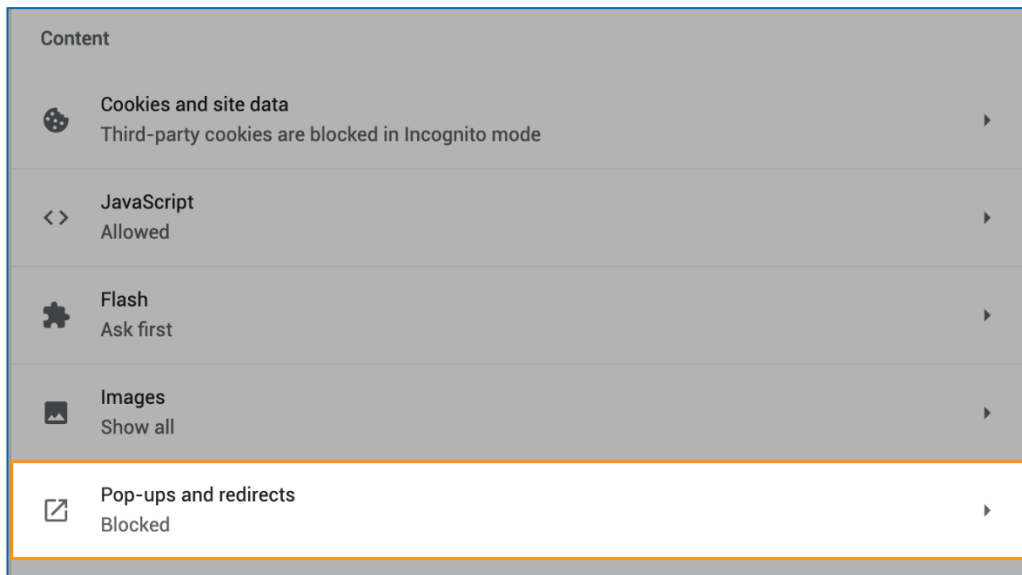 Content
Cookies and site data
Third-party cookies are blocked in Incognito mode
JavaScript
Allowed
Flash
Ask first
Images
Show all
Pop-ups and redirects
Blocked